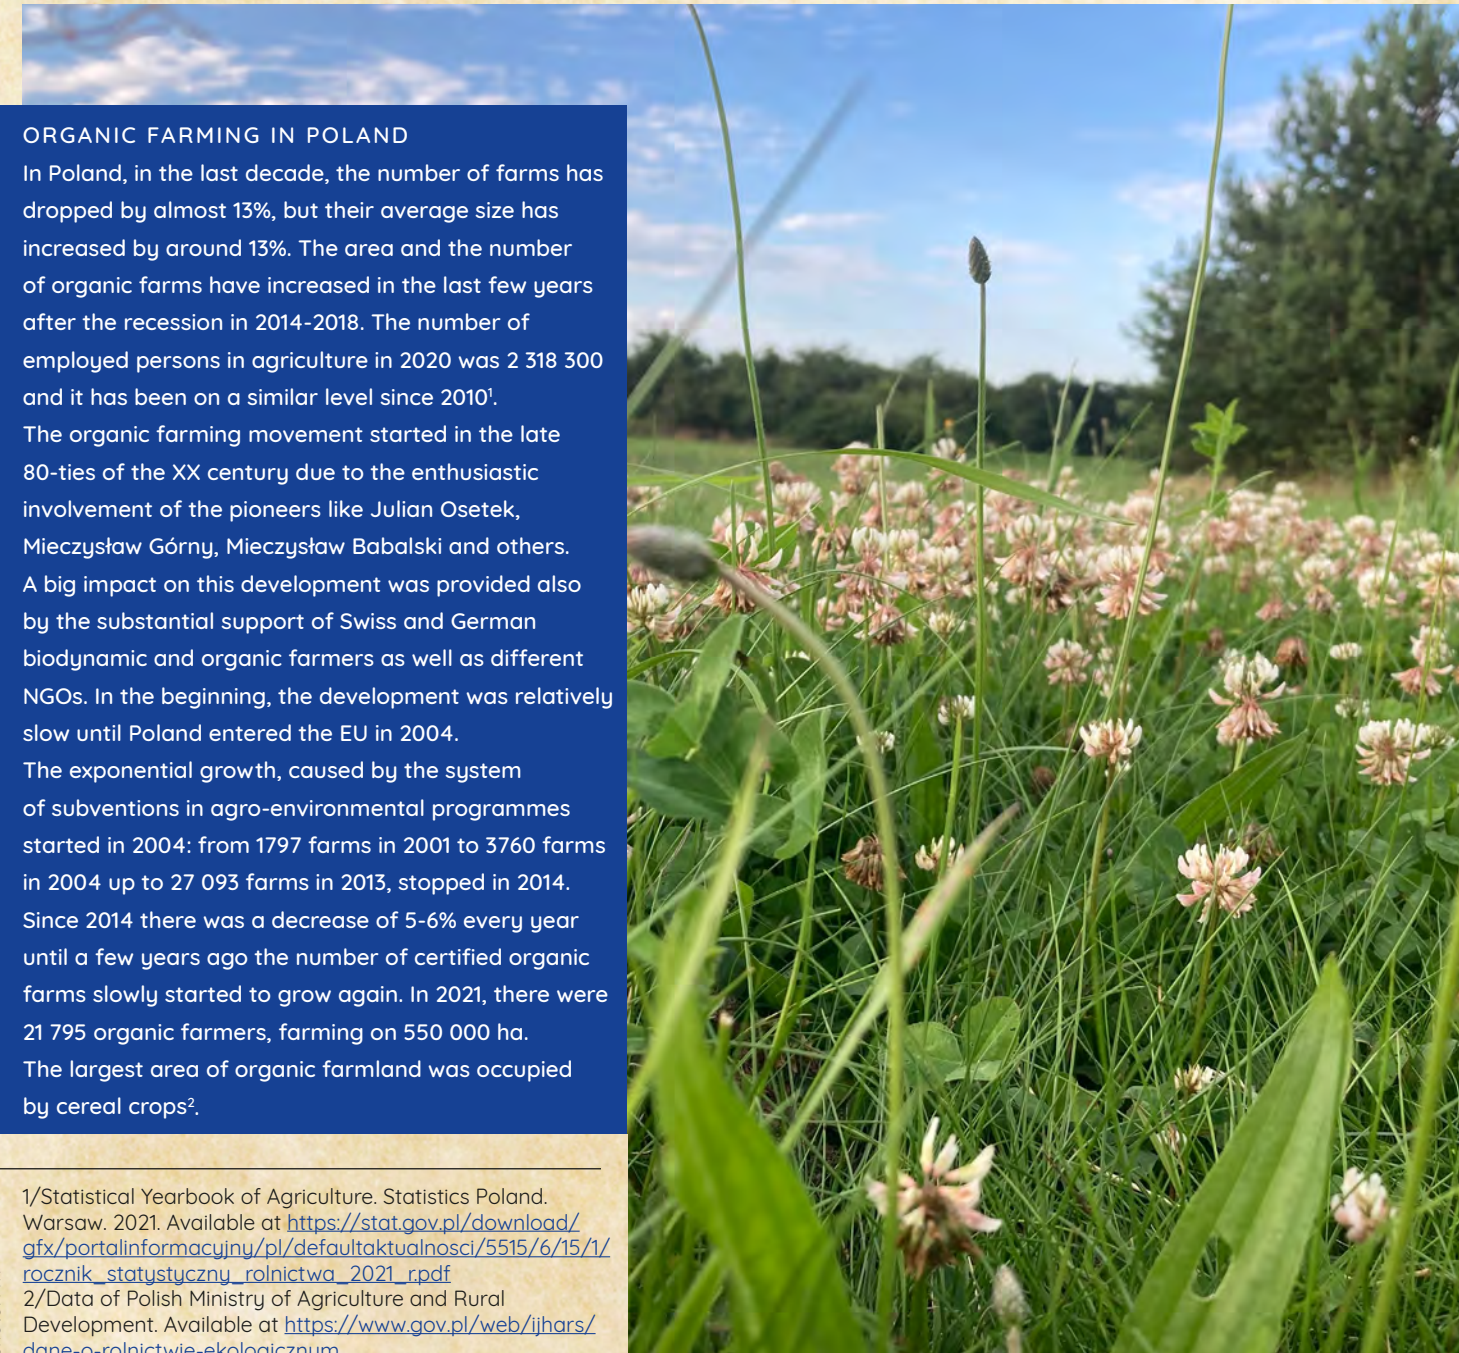 ORGANIC FARMING IN POLAND
In Poland, in the last decade, the number of farms has
dropped by almost 13%, but their average size has
increased by around 13%. The area and the number
of organic farms have increased in the last few years
after the recession in 2014-2018. The number of
employed persons in agriculture in 2020 was 2 318 300
and it has been on a similar level since 2010¹.
The organic farming movement started in the late
80-ties of the XX century due to the enthusiastic
involvement of the pioneers like Julian Osetek,
Mieczysław Górny, Mieczysław Babalski and others.
A big impact on this development was provided also
by the substantial support of Swiss and German
biodynamic and organic farmers as well as different
NGOs. In the beginning, the development was relatively
slow until Poland entered the EU in 2004.
The exponential growth, caused by the system
of subventions in agro-environmental programmes
started in 2004: from 1797 farms in 2001 to 3760 farms
in 2004 up to 27 093 farms in 2013, stopped in 2014.
Since 2014 there was a decrease of 5-6% every year
until a few years ago the number of certified organic
farms slowly started to grow again. In 2021, there were
21 795 organic farmers, farming on 550 000 ha.
The largest area of organic farmland was occupied
by cereal crops².
1/Statistical Yearbook of Agriculture. Statistics Poland.
Warsaw. 2021. Available at https://stat.gov.pl/download/
gfx/portalinformacyjny/pl/defaultaktualnosci/5515/6/15/1/
rocznik_statystyczny_rolnictwa_2021_r.pdf
2/Data of Polish Ministry of Agriculture and Rural
Development. Available at https://www.gov.pl/web/ijhars/
dane-o-rolnictwie-ekologicznym